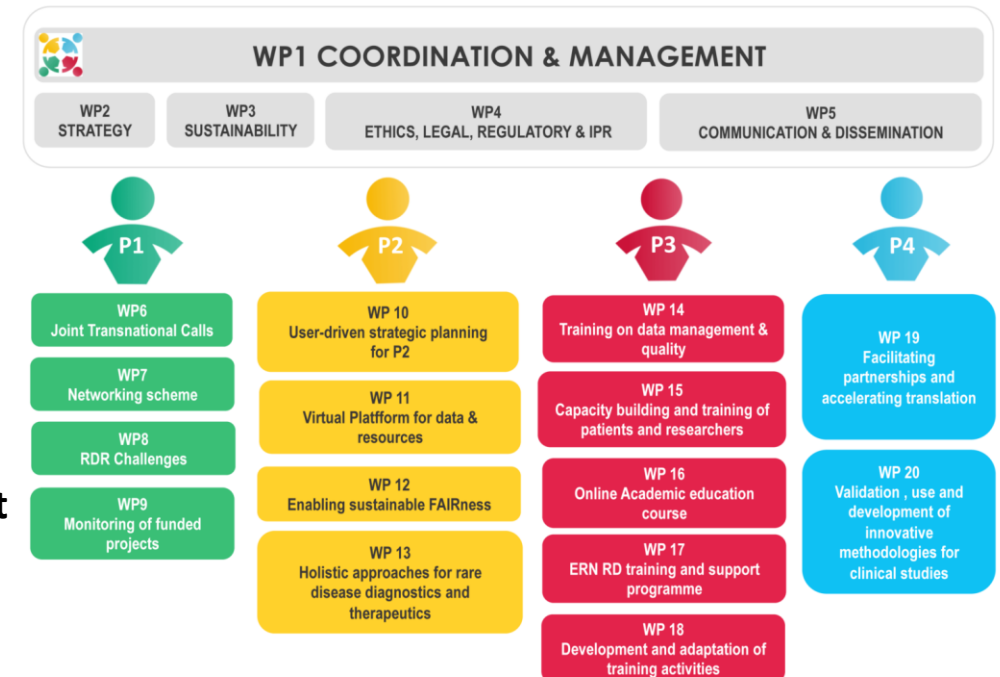 WP1 COORDINATION & MANAGEMENT
WP2
STRATEGY
WP3
SUSTAINABILITY
WP4
ETHICS, LEGAL, REGULATORY & IPR
WP5
COMMUNICATION & DISSEMINATION
P1
WP6
Joint Transnational Calls
WP7
Networking scheme
WP8
RDR Challenges
WP9
Monitoring of funded
projects
t
P2
WP 10
User-driven strategic planning
for P2
WP 11
Virtual Plattform for data &
resources
WP 12
Enabling sustainable FAIRness
WP 13
Holistic approaches for rare
disease diagnostics and
therapeutics
P3
WP 14
Training on data management &
quality
WP 15
Capacity building and training of
patients and researchers
WP 16
Online Academic education
course
WP 17
ERN RD training and support
programme
WP 18
Development and adaptation of
training activities
P4
WP 19
Facilitating
partnerships and
accelerating translation
WP 20
Validation , use and
development of
innovative
methodologies for
clinical studies